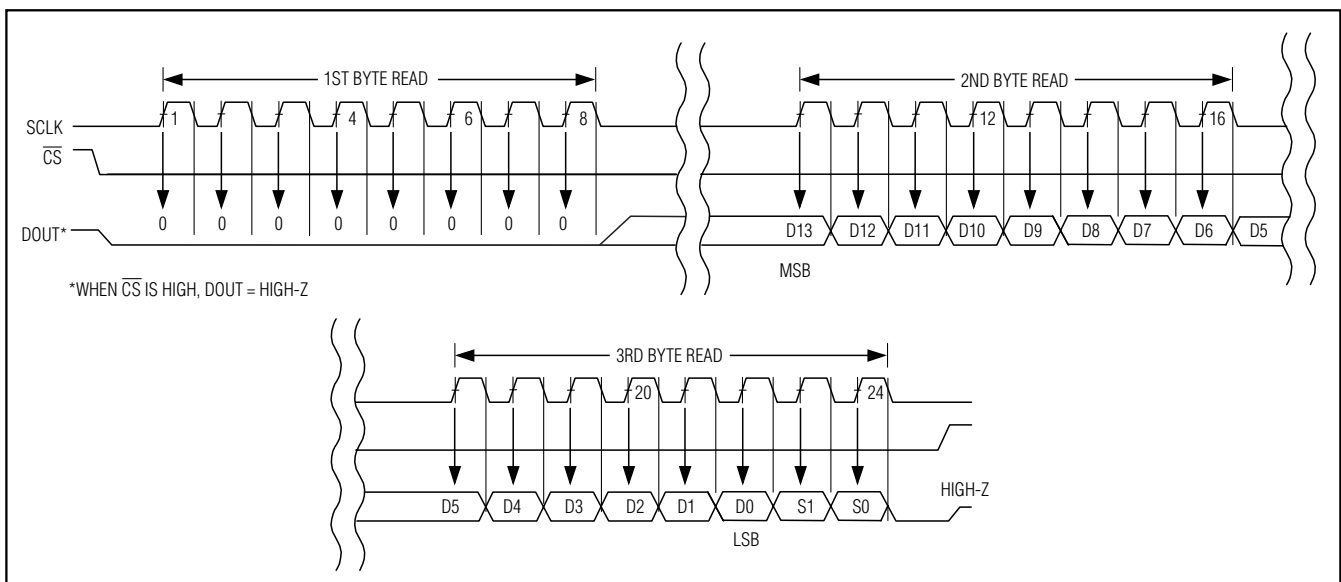 1ST BYTE READ
2ND BYTE READ
SCLK 1 4 6 8 12 16
CS
0 0 0 0 0 0 0 0
DOUT* D13 D12 D11 D10 D9 D8 D7 D6 D5
MSB
*WHEN CS IS HIGH, DOUT = HIGH-Z
3RD BYTE READ
20 24
HIGH-Z
D5 D4 D3 D2 D1 D0 S1 S0
LSB